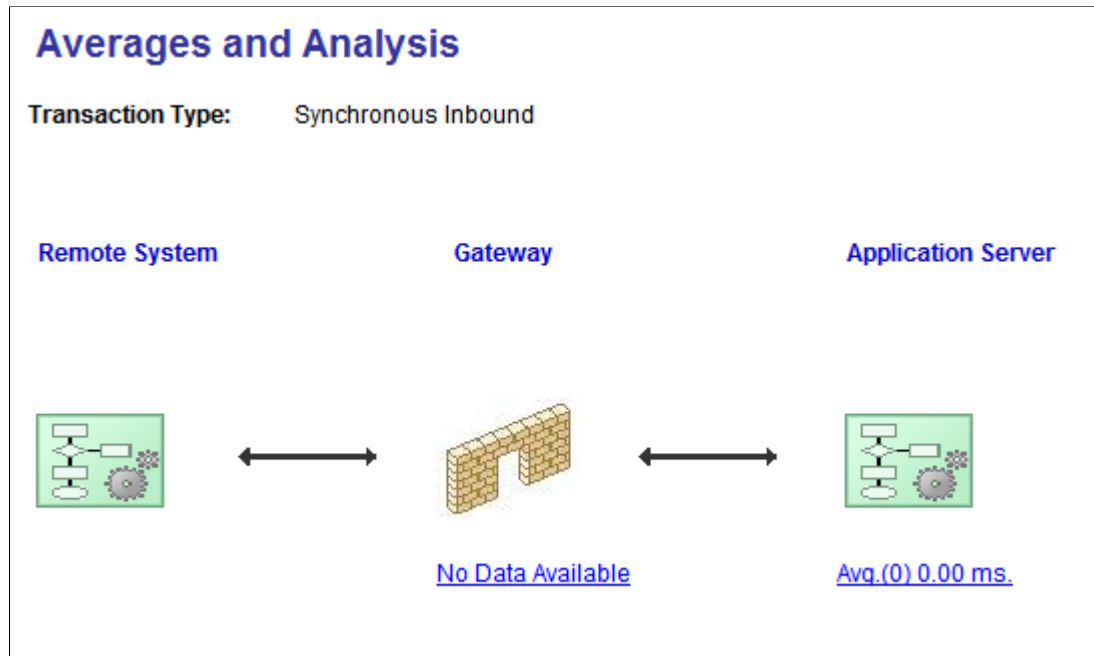 Averages and Analysis
Transaction Type: Synchronous Inbound
Remote System Gateway Application Server
No Data Available Avg.(0) 0.00 ms.